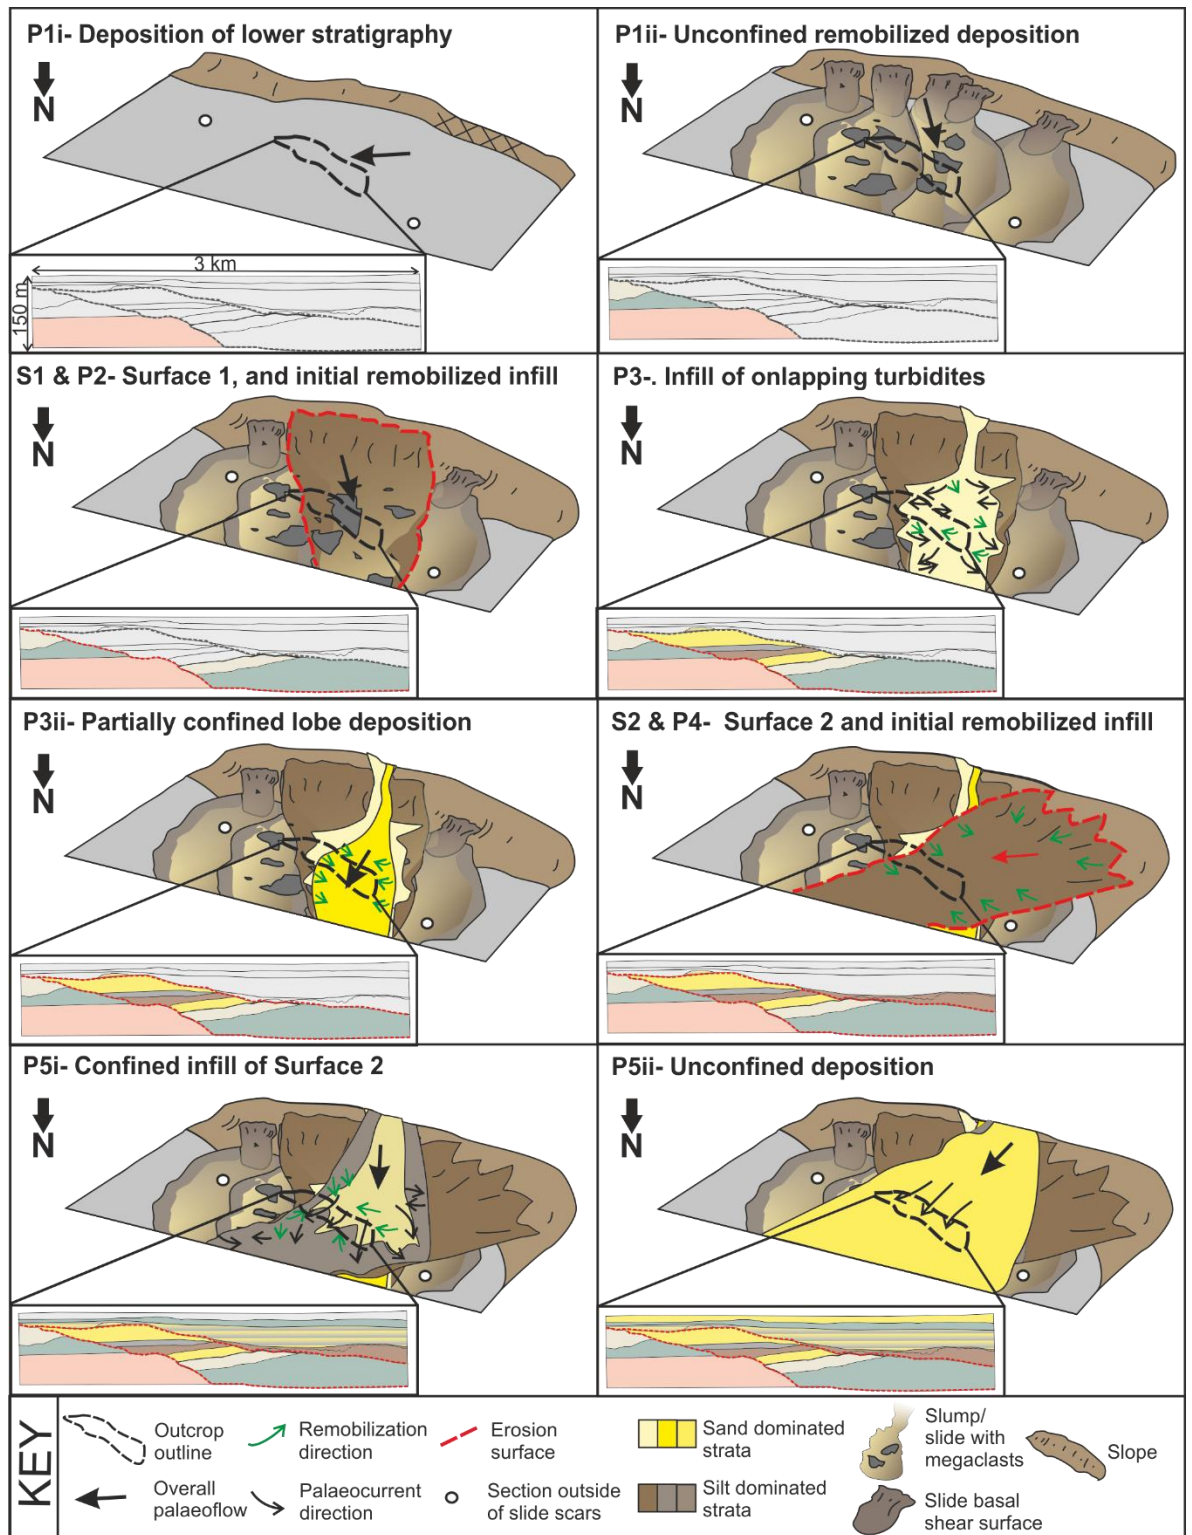 P1i- Deposition of lower stratigraphy
N
3 km
150 m
P1ii- Unconfined remobilized deposition
N
S1 & P2- Surface 1, and initial remobilized infill
N
P3-. Infill of onlapping turbidites
N
P3ii- Partially confined lobe deposition
N
S2 & P4- Surface 2 and initial remobilized infill
N
P5i- Confined infill of Surface 2
N
P5ii- Unconfined deposition
N
KEY
Outcrop
outline
Remobilization
direction
Erosion
surface
Sand dominated
strata
Slump/
slide with
megaclasts
Slope
Overall
palaeoflow
Palaeocurrent
direction
Section outside
of slide scars
Silt dominated
strata
Slide basal
shear surface